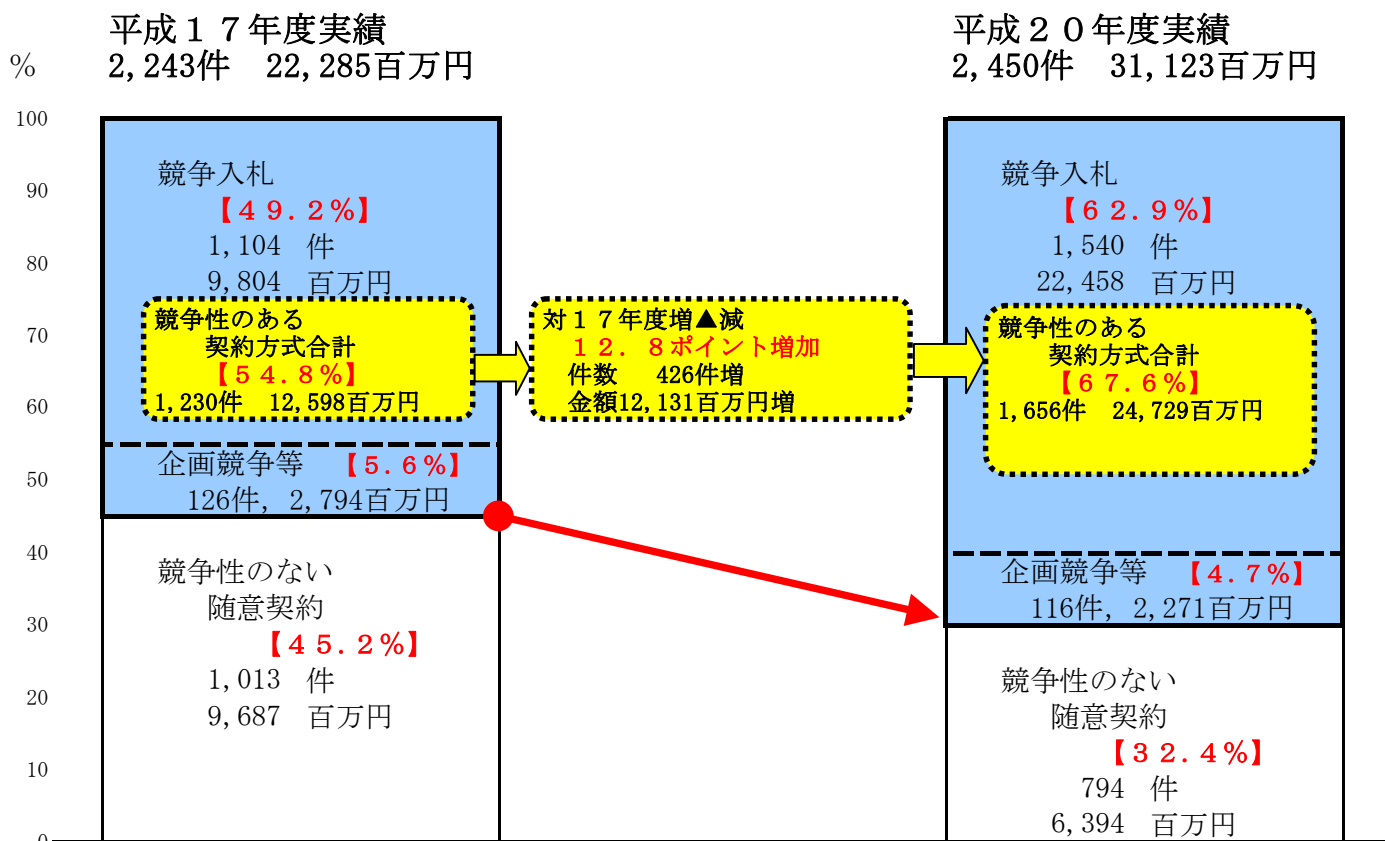 平成１７年度実績
2,243件　22,285百万円
平成２０年度実績
2,450件　31,123百万円
%
100
90
80
70
60
50
40
30
20
10
0
競争入札
【４９.２%】
1,104　件
9,804　百万円
競争性のある
契約方式合計
【５４.８%】
1,230件　12,598百万円
企画競争等　【５.６%】
126件, 2,794百万円
競争性のない
随意契約
【４５.２%】
1,013　件
9,687　百万円
対１７年度増▲減
１２．８ポイント増加
件数　　426件増
金額12,131百万円増
競争入札
【６２.９%】
1,540　件
22,458　百万円
競争性のある
契約方式合計
【６７.６%】
1,656件　24,729百万円
企画競争等　【４.７%】
116件, 2,271百万円
競争性のない
随意契約
【３２.４%】
794　件
6,394　百万円